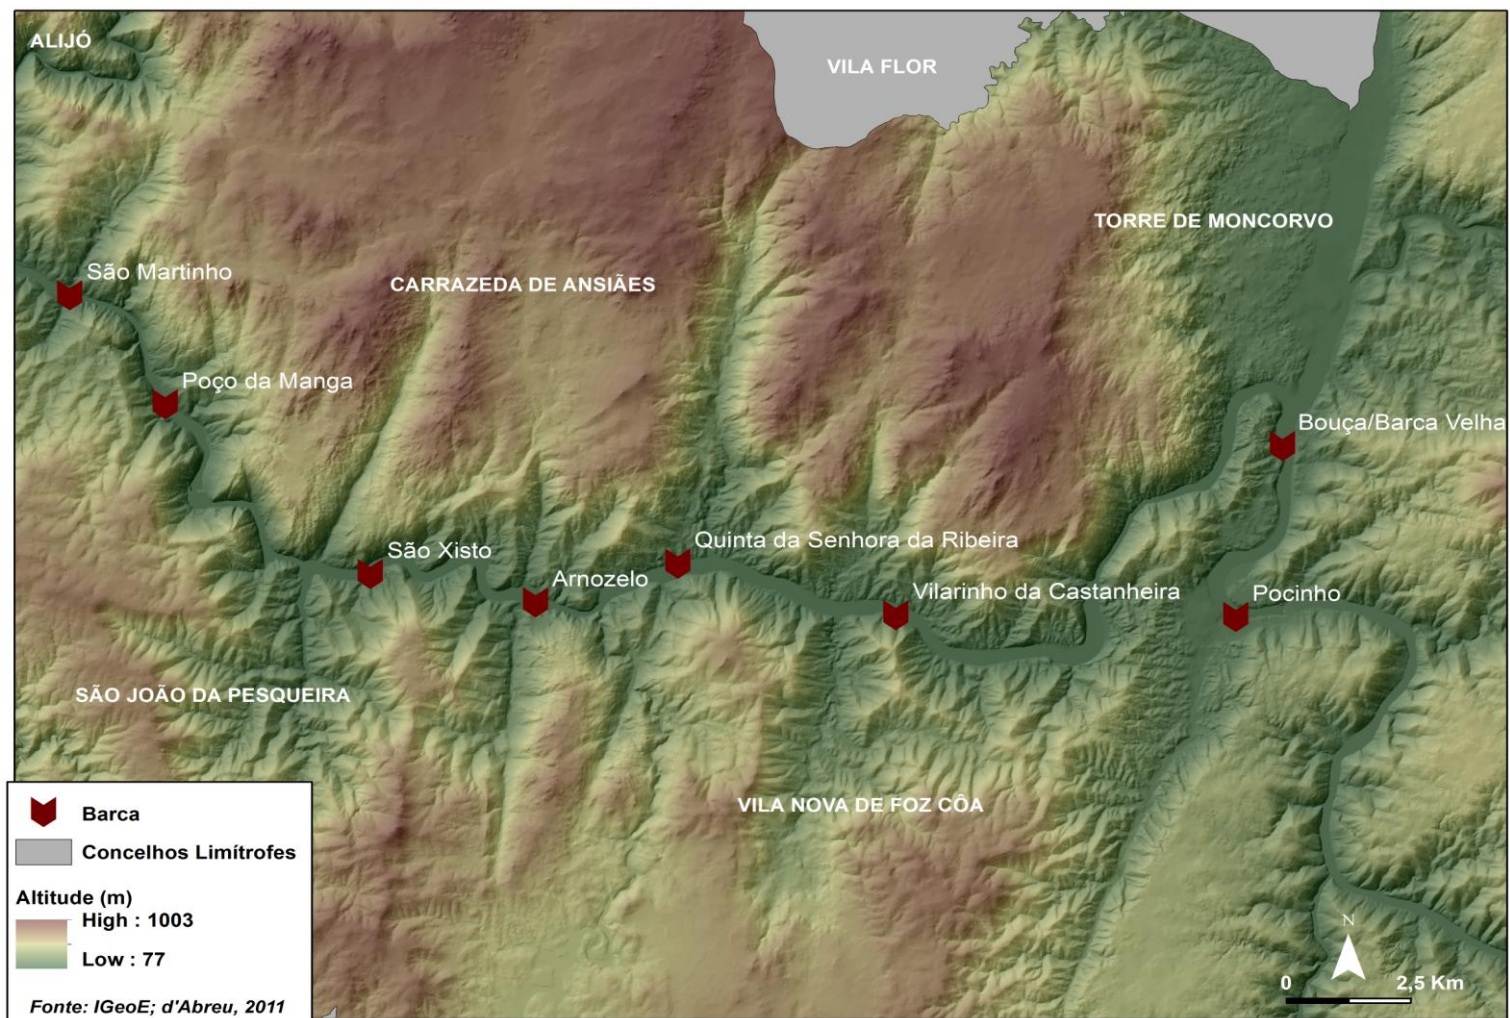 ALIJÓ
VILA FLOR
TORRE DE MONCORVO
São Martinho
CARRAZEDA DE ANSIÃES
Poço da Manga
Bouça/Barca Velha
São Xisto
Quinta da Senhora da Ribeira
Arnozelo
Vilarinho da Castanheira
Pocinho
SÃO JOÃO DA PESQUEIRA
VILA NOVA DE FOZ CÔA
Barca
Concelhos Limítrofes
Altitude (m)
High : 1003
Low : 77
Fonte: IGeoE; d'Abreu, 2011
N
0 2,5 Km